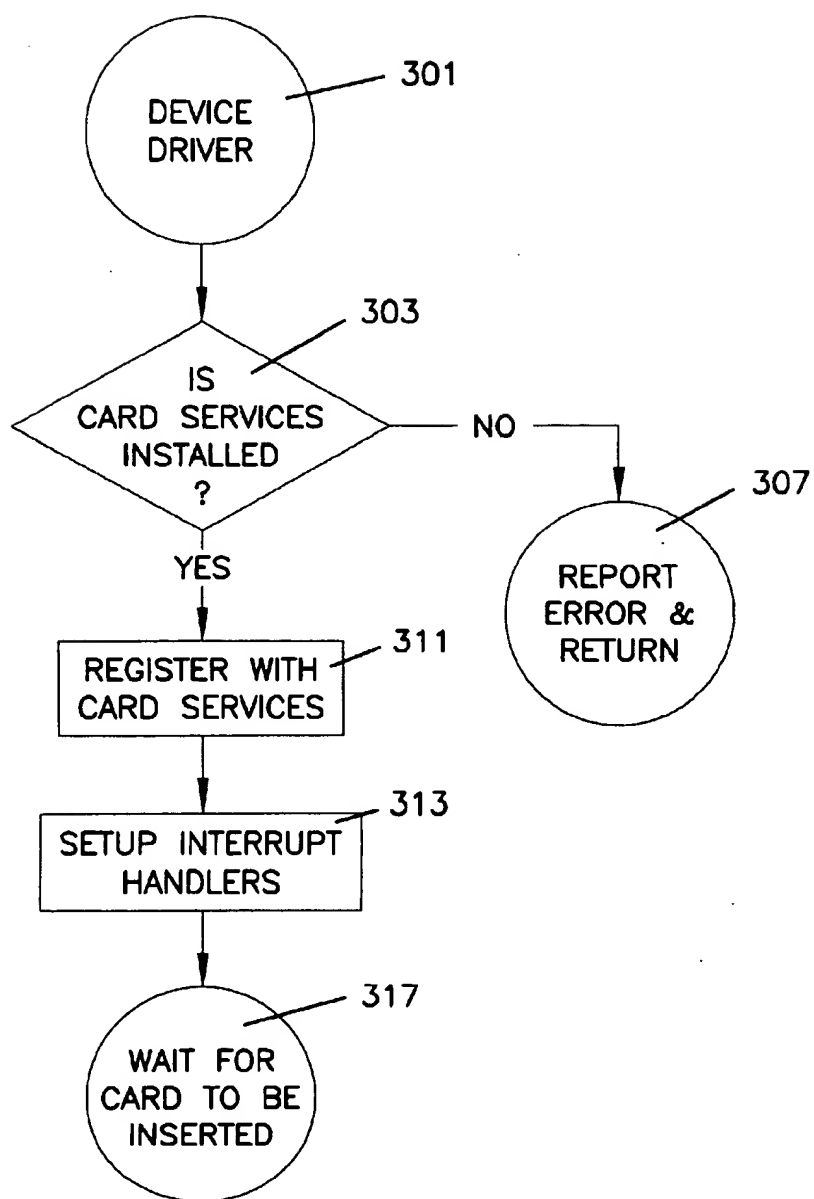 301
DEVICE
DRIVER
303
IS
CARD SERVICES
INSTALLED
?
NO
307
YES
REPORT
ERROR &
RETURN
311
REGISTER WITH
CARD SERVICES
313
SETUP INTERRUPT
HANDLERS
317
WAIT FOR
CARD TO BE
INSERTED